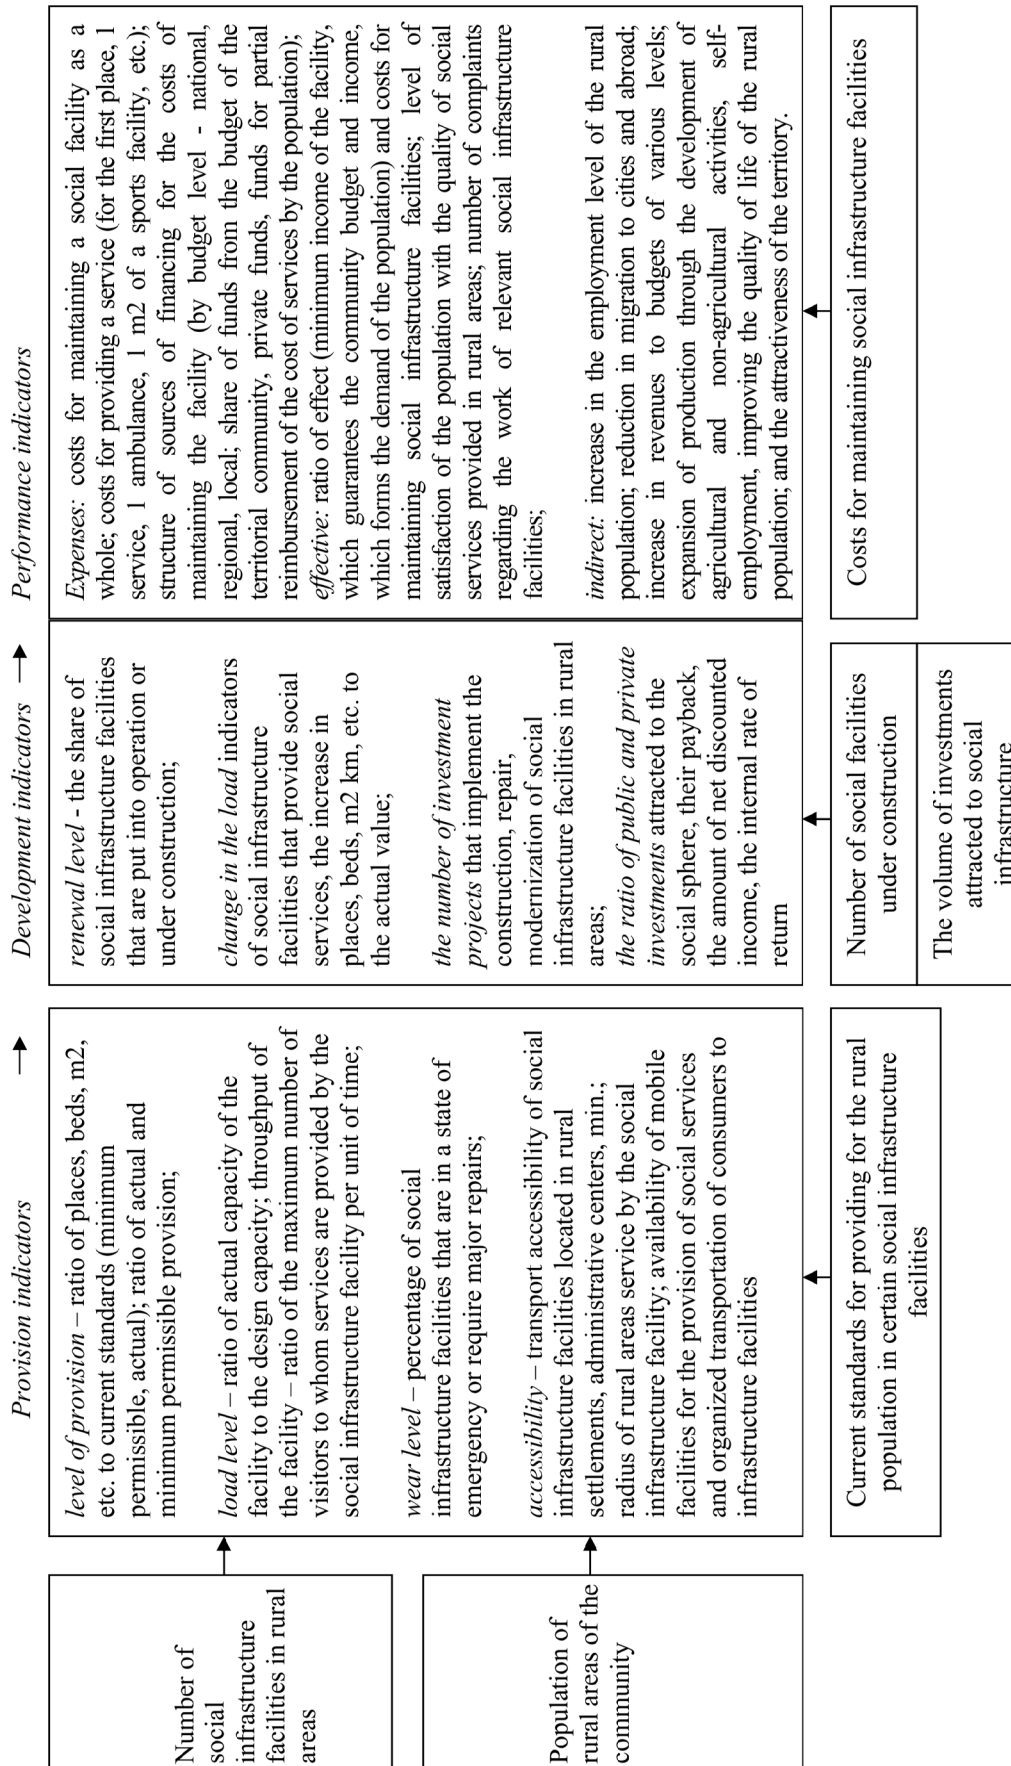 Provision indicators → Development indicators → Performance indicators
Number of
social
infrastructure
facilities in rural
areas
Population of
rural areas of the
community
level of provision – ratio of places, beds, m2,
etc. to current standards (minimum
permissible, actual); ratio of actual and
minimum permissible provision;
load level – ratio of actual capacity of the
facility to the design capacity; throughput of
the facility – ratio of the maximum number of
visitors to whom services are provided by the
social infrastructure facility per unit of time;
wear level – percentage of social
infrastructure facilities that are in a state of
emergency or require major repairs;
accessibility – transport accessibility of social
infrastructure facilities located in rural
settlements, administrative centers, min.;
radius of rural areas service by the social
infrastructure facility; availability of mobile
facilities for the provision of social services
and organized transportation of consumers to
infrastructure facilities
renewal level - the share of
social infrastructure facilities
that are put into operation or
under construction;
change in the load indicators
of social infrastructure
facilities that provide social
services, the increase in
places, beds, m2 km, etc. to
the actual value;
the number of investment
projects that implement the
construction, repair,
modernization of social
infrastructure facilities in rural
areas;
the ratio of public and private
investments attracted to the
social sphere, their payback,
the amount of net discounted
income, the internal rate of
return
Expenses: costs for maintaining a social facility as a
whole; costs for providing a service (for the first place, 1
service, 1 ambulance, 1 m2 of a sports facility, etc.);
structure of sources of financing for the costs of
maintaining the facility (by budget level - national,
regional, local; share of funds from the budget of the
territorial community, private funds, funds for partial
reimbursement of the cost of services by the population);
effective: ratio of effect (minimum income of the facility,
which guarantees the community budget and income,
which forms the demand of the population) and costs for
maintaining social infrastructure facilities; level of
satisfaction of the population with the quality of social
services provided in rural areas; number of complaints
regarding the work of relevant social infrastructure
facilities;
indirect: increase in the employment level of the rural
population; reduction in migration to cities and abroad;
increase in revenues to budgets of various levels;
expansion of production through the development of
agricultural and non-agricultural activities, self-
employment, improving the quality of life of the rural
population; and the attractiveness of the territory.
Current standards for providing for the rural
population in certain social infrastructure
facilities
Number of social facilities
under construction
The volume of investments
attracted to social
infrastructure
Costs for maintaining social infrastructure facilities